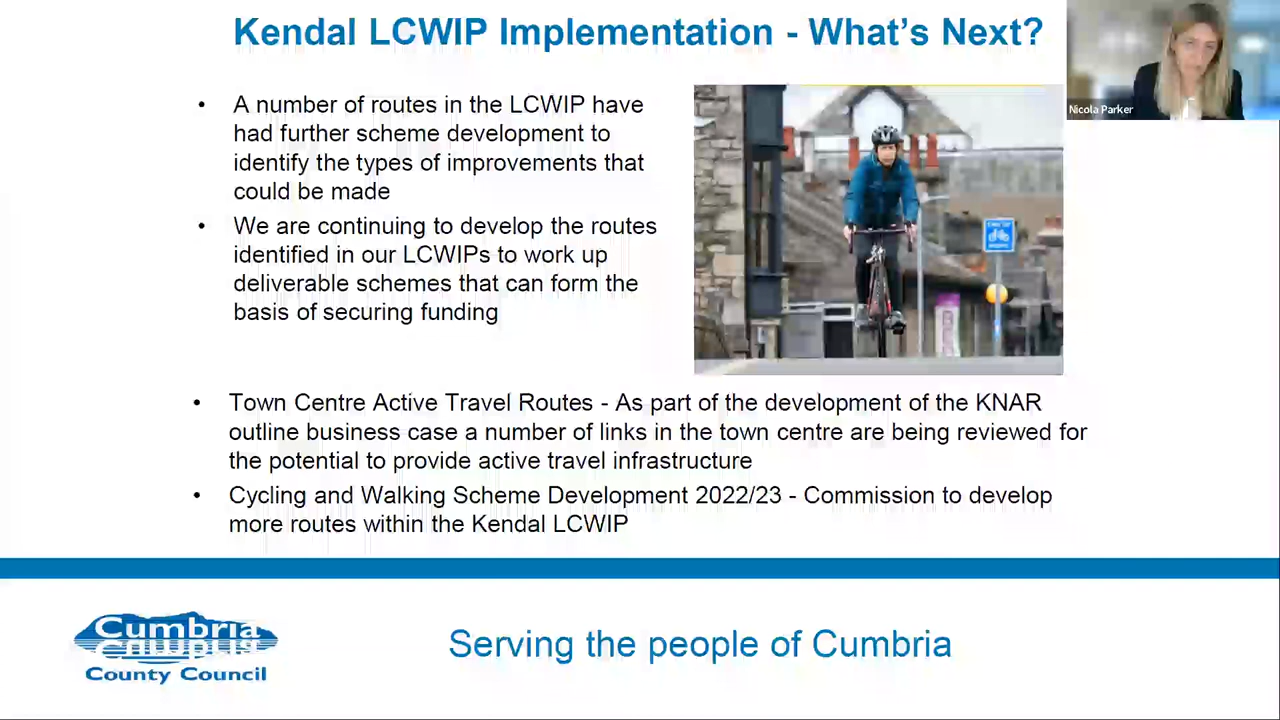 Kendal LCWIP Implementation - What's Next?
Nicola Parker
• A number of routes in the LCWIP have
had further scheme development to
identify the types of improvements that
could be made
• We are continuing to develop the routes
identified in our LCWIPs to work up
deliverable schemes that can form the
basis of securing funding
• Town Centre Active Travel Routes - As part of the development of the KNAR
outline business case a number of links in the town centre are being reviewed for
the potential to provide active travel infrastructure
• Cycling and Walking Scheme Development 2022/23 - Commission to develop
more routes within the Kendal LCWIP
Cumbria
County Council
Serving the people of Cumbria